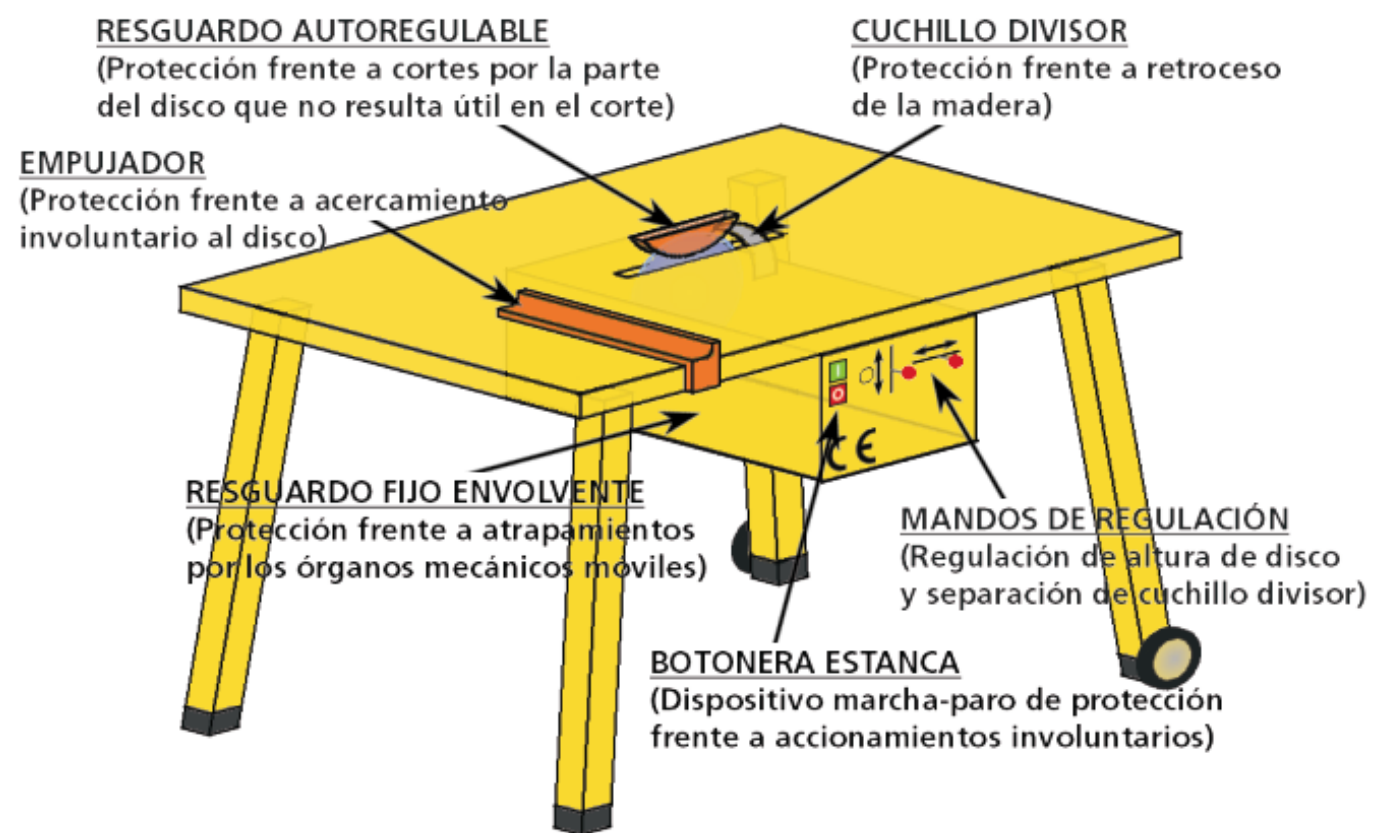 RESGUARDO AUTOREGULABLE
(Protección frente a cortes por la parte
del disco que no resulta útil en el corte)
CUCHILLO DIVISOR
(Protección frente a retroceso
de la madera)
EMPUJADOR
(Protección frente a acercamiento
involuntario al disco)
I
O
CE
RESGUARDO FIJO ENVOLVENTE
(Protección frente a atrapamientos
por los órganos mecánicos móviles)
MANDOS DE REGULACIÓN
(Regulación de altura de disco
y separación de cuchillo divisor)
BOTONERA ESTANCA
(Dispositivo marcha-paro de protección
frente a accionamientos involuntarios)